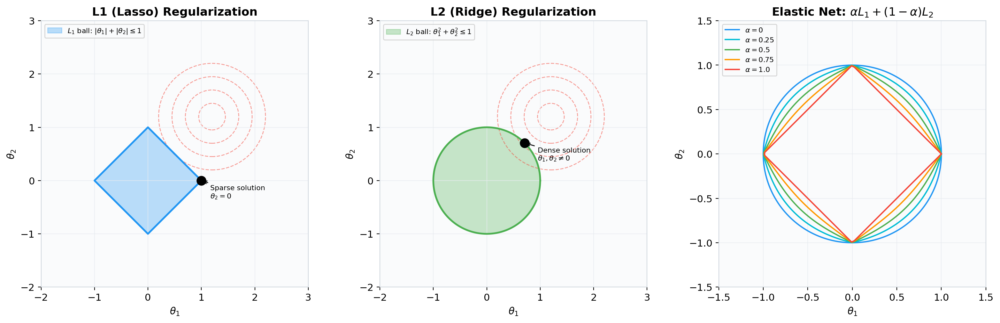 L1 (Lasso) Regularization
L₁ ball: |θ₁| + |θ₂| ≤ 1
3
2
1
0
−1
−2
θ₂
Sparse solution
θ₂ = 0
−2 −1 0 1 2 3
θ₁
L2 (Ridge) Regularization
L₂ ball: θ₁² + θ₂² ≤ 1
3
2
1
0
−1
−2
θ₂
Dense solution
θ₁, θ₂ ≠ 0
−2 −1 0 1 2 3
θ₁
Elastic Net: αL₁ + (1 − α)L₂
α = 0
α = 0.25
α = 0.5
α = 0.75
α = 1.0
1.5
1.0
0.5
0.0
−0.5
−1.0
−1.5
θ₂
−1.5 −1.0 −0.5 0.0 0.5 1.0 1.5
θ₁